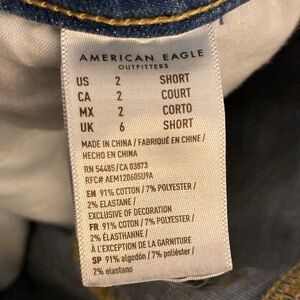 AMERICAN EAGLE
OUTFITTERS
US 2 SHORT
CA 2 COURT
MX 2 CORTO
UK 6 SHORT
MADE IN CHINA / FABRIQUÉ EN CHINE /
HECHO EN CHINA
RN 54485/CA 03873
RFC# AEM120605U9A
EN 91% COTTON / 7% POLYESTER /
2% ELASTANE /
EXCLUSIVE OF DECORATION
FR 91% COTON / 7% POLYESTER /
2% ÉLASTHANNE /
À L'EXCEPTION DE LA GARNITURE
SP 91% algodón / 7% poliéster /
2% elastano